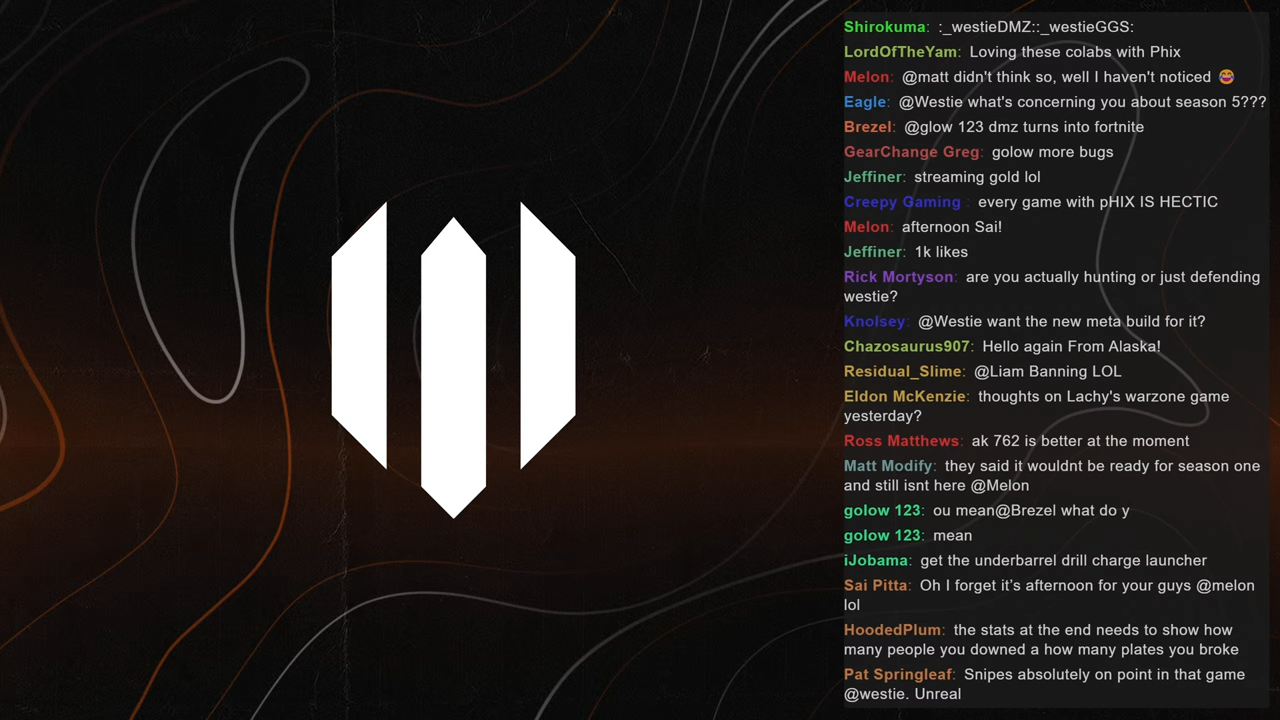 Shirokuma: :_westieDMZ::_westieGGS:
LordOfTheYam: Loving these colabs with Phix
Melon: @matt didn't think so, well I haven't noticed 😂
Eagle: @Westie what's concerning you about season 5???
Brezel: @glow 123 dmz turns into fortnite
GearChange Greg: golow more bugs
Jeffiner: streaming gold lol
Creepy Gaming : every game with pHIX IS HECTIC
Melon: afternoon Sai!
Jeffiner: 1k likes
Rick Mortyson: are you actually hunting or just defending
westie?
Knolsey: @Westie want the new meta build for it?
Chazosaurus907: Hello again From Alaska!
Residual_Slime: @Liam Banning LOL
Eldon McKenzie: thoughts on Lachy's warzone game
yesterday?
Ross Matthews: ak 762 is better at the moment
Matt Modify: they said it wouldnt be ready for season one
and still isnt here @Melon
golow 123: ou mean@Brezel what do y
golow 123: mean
iJobama: get the underbarrel drill charge launcher
Sai Pitta: Oh I forget it’s afternoon for your guys @melon
lol
HoodedPlum: the stats at the end needs to show how
many people you downed a how many plates you broke
Pat Springleaf: Snipes absolutely on point in that game
@westie. Unreal